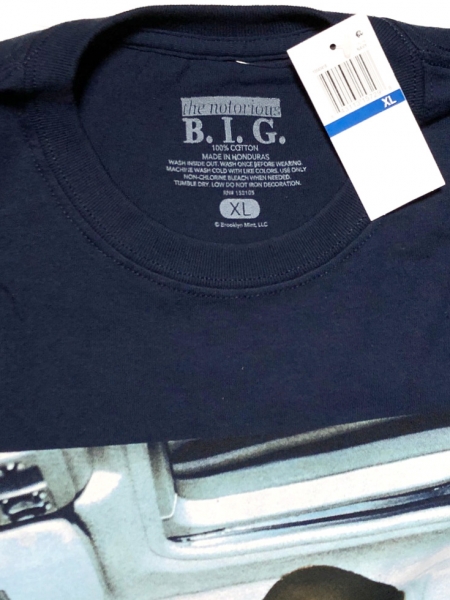 the notorious
B. I. G.
100% COTTON
MADE IN HONDURAS
WASH INSIDE OUT. WASH ONCE BEFORE WEARING.
MACHINE WASH COLD WITH LIKE COLORS. USE ONLY
NON-CHLORINE BLEACH WHEN NEEDED.
TUMBLE DRY. LOW DO NOT IRON DECORATION.
XL
© Brooklyn Mint, LLC
XL